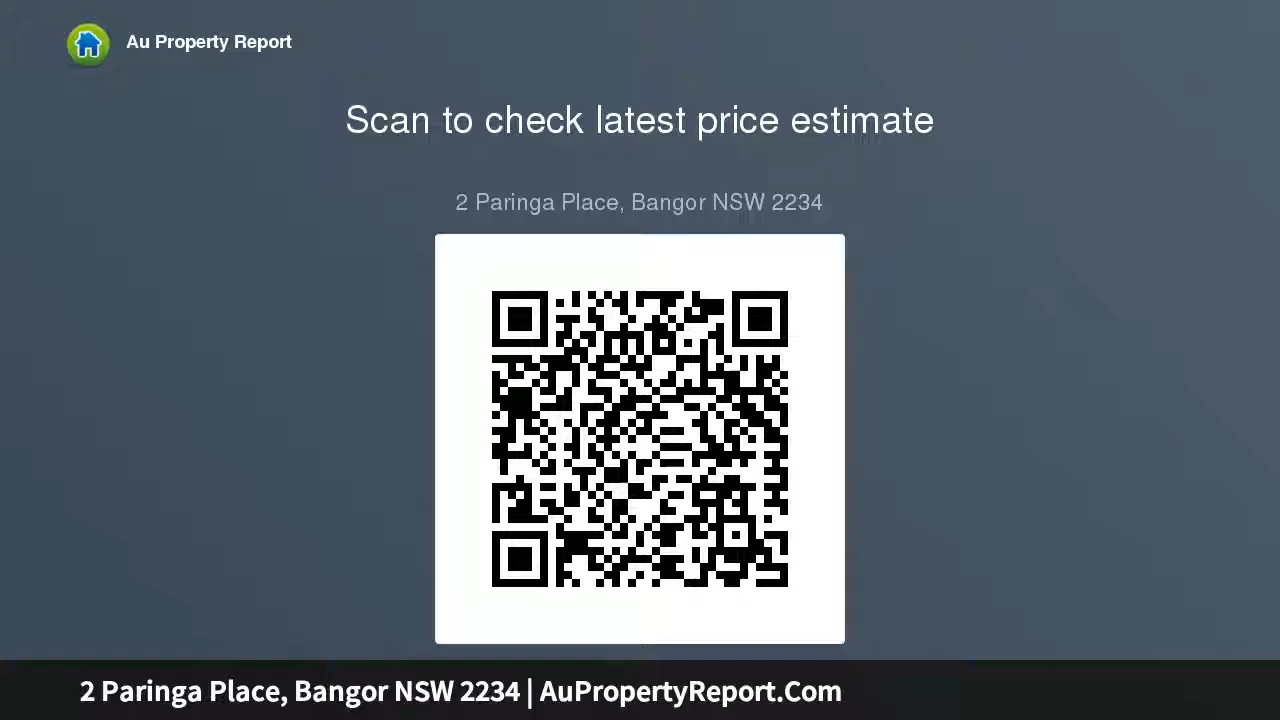 Au Property Report
Scan to check latest price estimate
2 Paringa Place, Bangor NSW 2234
2 Paringa Place, Bangor NSW 2234 | AuPropertyReport.Com